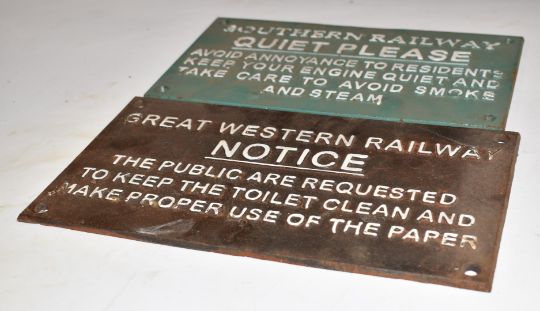 SOUTHERN RAILWAY
QUIET PLEASE
AVOID ANNOYANCE TO RESIDENTS
KEEP YOUR ENGINE QUIET AND
TAKE CARE TO AVOID SMOKE
AND STEAM
GREAT WESTERN RAILWAY
NOTICE
THE PUBLIC ARE REQUESTED
TO KEEP THE TOILET CLEAN AND
MAKE PROPER USE OF THE PAPER